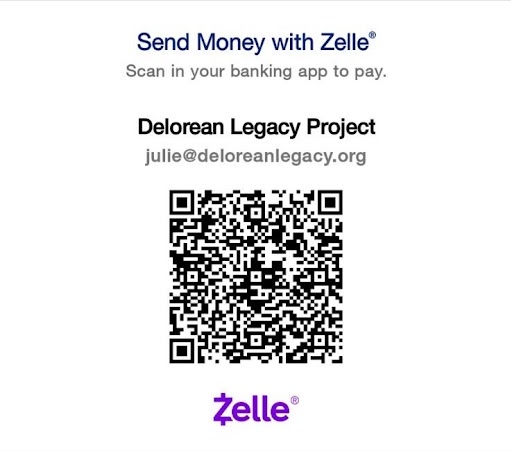 Send Money with Zelle®
Scan in your banking app to pay.
Delorean Legacy Project
julie@deloreanlegacy.org
Zelle®